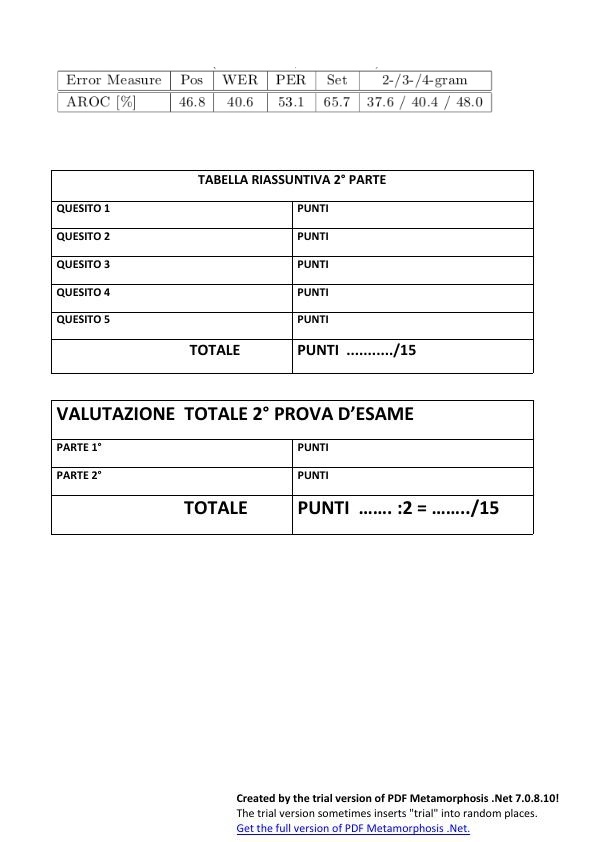 Error Measure Pos WER PER Set 2-/3-/4-gram
AROC [%] 46.8 40.6 53.1 65.7 37.6 / 40.4 / 48.0
TABELLA RIASSUNTIVA 2° PARTE
QUESITO 1 PUNTI
QUESITO 2 PUNTI
QUESITO 3 PUNTI
QUESITO 4 PUNTI
QUESITO 5 PUNTI
TOTALE PUNTI .........../15
VALUTAZIONE TOTALE 2° PROVA D’ESAME
PARTE 1° PUNTI
PARTE 2° PUNTI
TOTALE PUNTI ....... :2 = ......../15
Created by the trial version of PDF Metamorphosis .Net 7.0.8.10!
The trial version sometimes inserts "trial" into random places.
Get the full version of PDF Metamorphosis .Net.